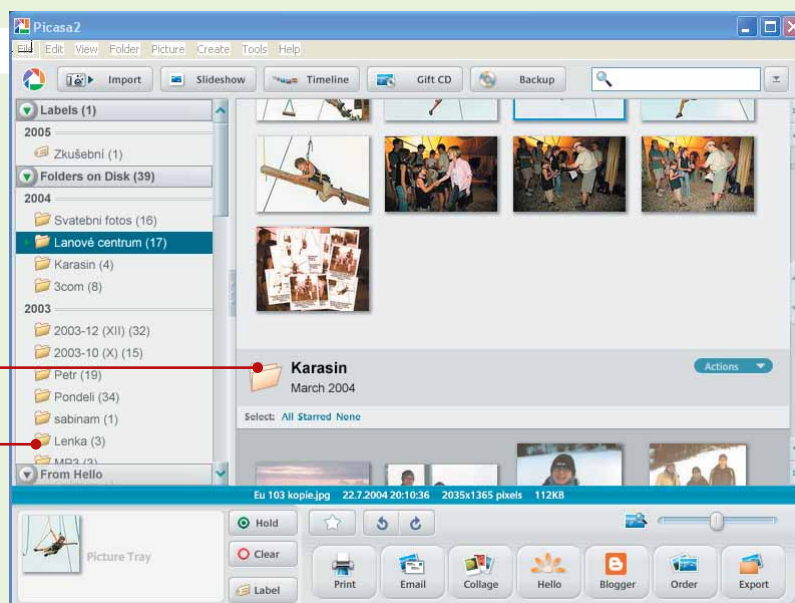 Picasa2
File Edit View Folder Picture Create Tools Help
Import Slideshow Timeline Gift CD Backup
Labels (1)
2005
Zkušební (1)
Folders on Disk (39)
2004
Svatebni fotos (16)
Lanové centrum (17)
Karasin (4)
3com (8)
2003
2003-12 (XII) (32)
2003-10 (X) (15)
Petr (19)
Pondeli (34)
sabinam (1)
Lenka (3)
MP3 (3)
From Hello
Karasin
March 2004
Actions
Select: All Starred None
Eu 103 kopie.jpg 22.7.2004 20:10:36 2035x1365 pixels 112KB
Picture Tray
Hold
Clear
Label
Print Email Collage Hello Blogger Order Export